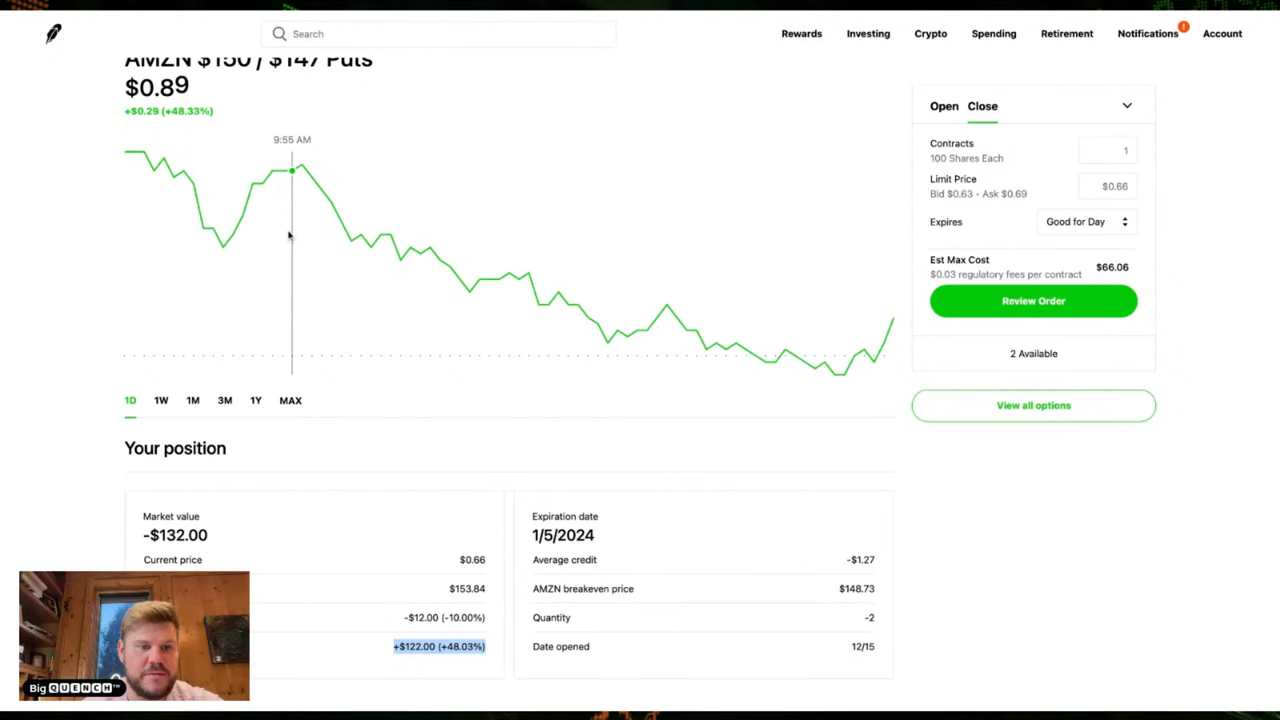 Search
Rewards
Investing
Crypto
Spending
Retirement
Notifications
!
Account
AMZN $150 / $147 Puts
$0.89
+$0.29 (+48.33%)
9:55 AM
1D 1W 1M 3M 1Y MAX
Open Close
Contracts
100 Shares Each
1
Limit Price
Bid $0.63 • Ask $0.69
$0.66
Expires
Good for Day
Est Max Cost
$0.03 regulatory fees per contract
$66.06
Review Order
2 Available
View all options
Your position
Market value
-$132.00
Current price $0.66
$153.84
-$12.00 (-10.00%)
+$122.00 (+48.03%)
Expiration date
1/5/2024
Average credit -$1.27
AMZN breakeven price $148.73
Quantity -2
Date opened 12/15
Big QUENCH™